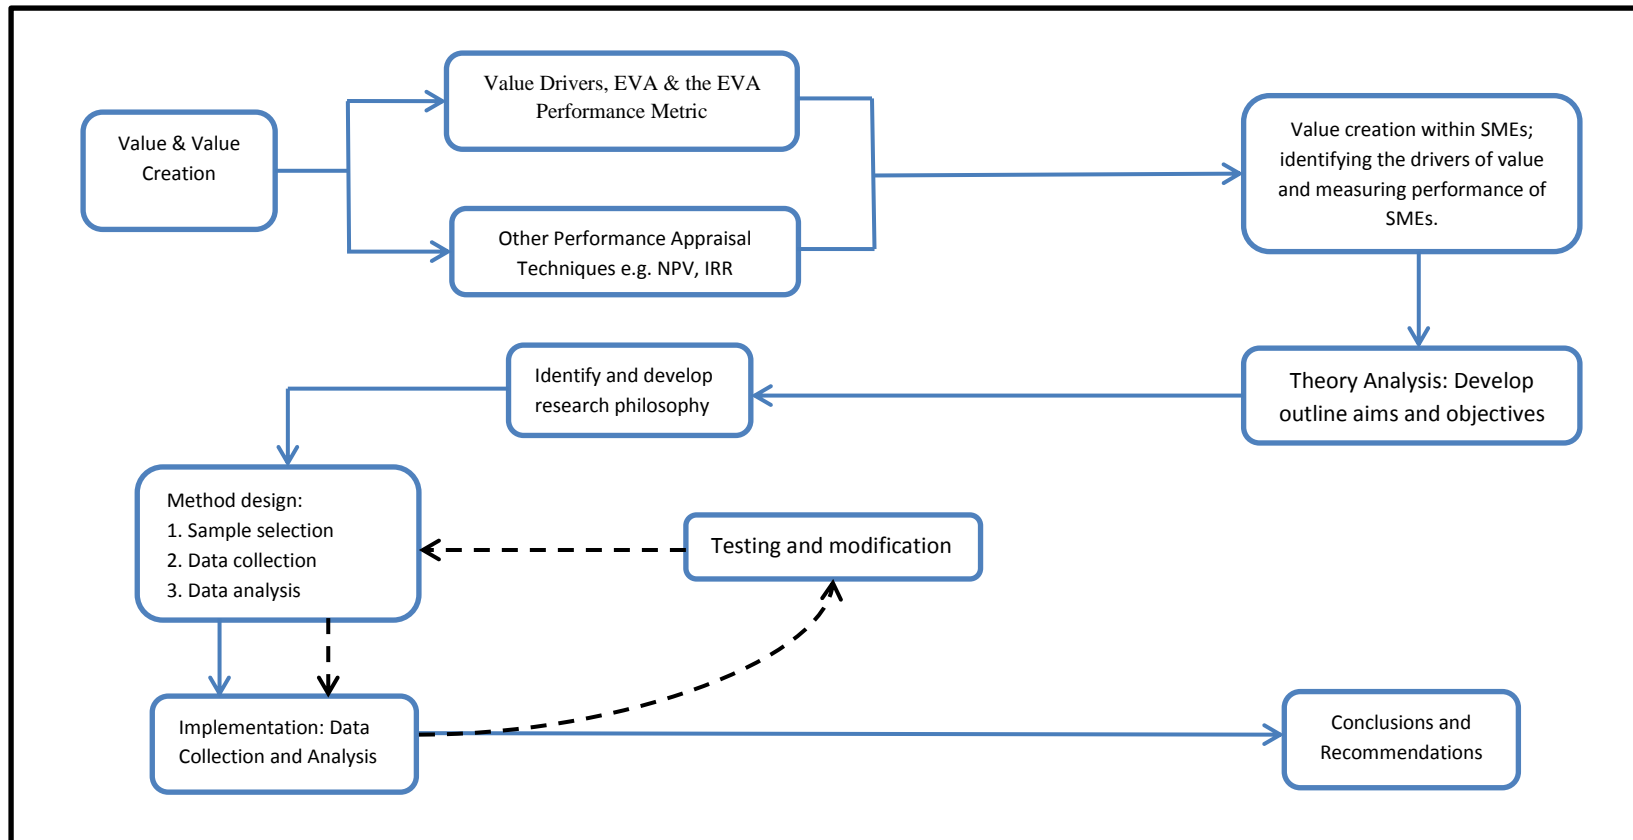 Value & Value
Creation
Value Drivers, EVA & the EVA
Performance Metric
Other Performance Appraisal
Techniques e.g. NPV, IRR
Value creation within SMEs;
identifying the drivers of value
and measuring performance of
SMEs.
Theory Analysis: Develop
outline aims and objectives
Identify and develop
research philosophy
Method design:
1. Sample selection
2. Data collection
3. Data analysis
Testing and modification
Implementation: Data
Collection and Analysis
Conclusions and
Recommendations